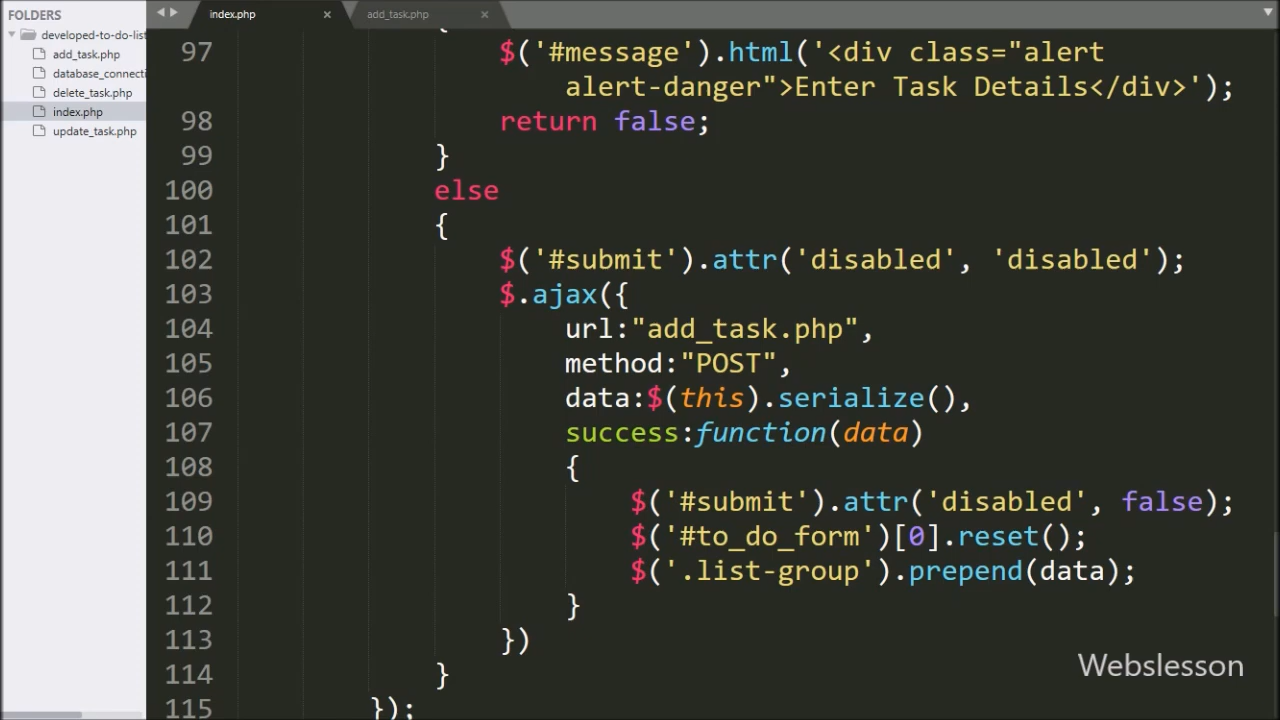 FOLDERS
developed-to-do-list
add_task.php
database_connecti
delete_task.php
index.php
update_task.php
index.php × add_task.php ×
{
97 $('#message').html('<div class="alert
alert-danger">Enter Task Details</div>');
98 return false;
99 }
100 else
101 {
102 $('#submit').attr('disabled', 'disabled');
103 $.ajax({
104 url:"add_task.php",
105 method:"POST",
106 data:$(this).serialize(),
107 success:function(data)
108 {
109 $('#submit').attr('disabled', false);
110 $('#to_do_form')[0].reset();
111 $('.list-group').prepend(data);
112 }
113 })
114 }
115 });
Webslesson